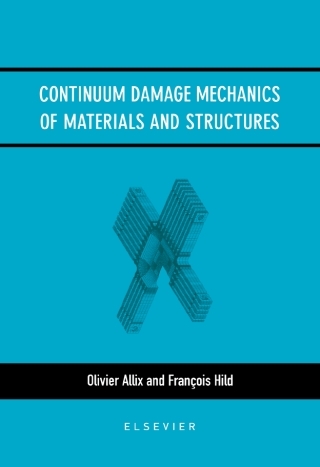 CONTINUUM DAMAGE MECHANICS
OF MATERIALS AND STRUCTURES
Olivier Allix and François Hild
ELSEVIER